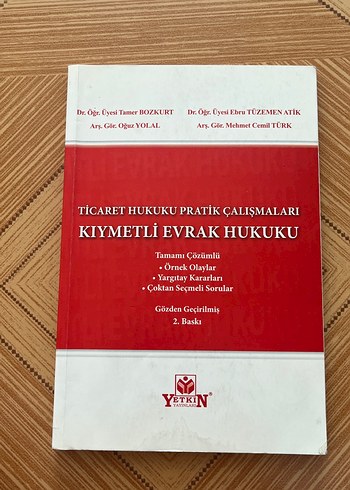 Dr. Öğr. Üyesi Tamer BOZKURT Dr. Öğr. Üyesi Ebru TÜZEMEN ATİK
Arş. Gör. Oğuz YOLAL Arş. Gör. Mehmet Cemil TÜRK
TİCARET HUKUKU PRATİK ÇALIŞMALARI
KIYMETLİ EVRAK HUKUKU
Tamamı Çözümlü
• Örnek Olaylar
• Yargıtay Kararları
• Çoktan Seçmeli Sorular
Gözden Geçirilmiş
2. Baskı
YETKİN®
YAYINLARI